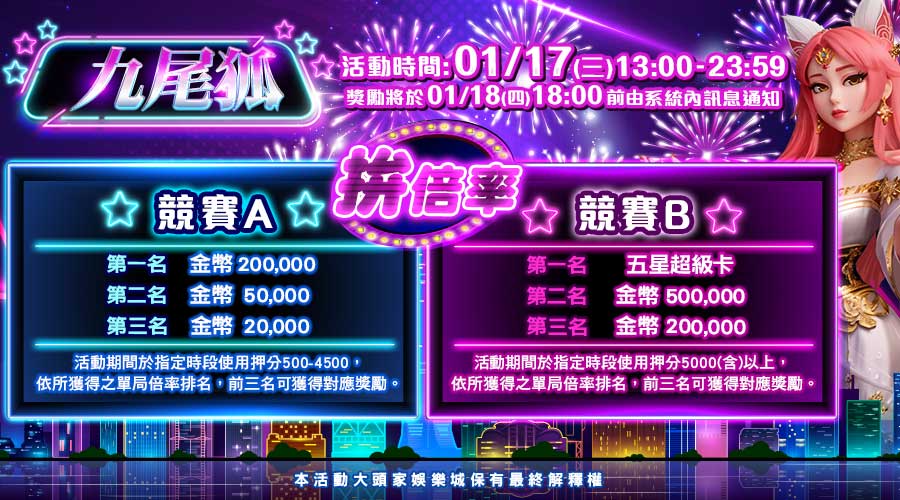 九尾狐
活動時間:01/17(三)13:00-23:59
獎勵將於01/18(四)18:00前由系統內訊息通知
拚倍率
☆ 競賽A ☆
第一名 金幣 200,000
第二名 金幣 50,000
第三名 金幣 20,000
活動期間於指定時段使用押分500-4500，
依所獲得之單局倍率排名，前三名可獲得對應獎勵。
☆ 競賽B ☆
第一名 五星超級卡
第二名 金幣 500,000
第三名 金幣 200,000
活動期間於指定時段使用押分5000(含)以上，
依所獲得之單局倍率排名，前三名可獲得對應獎勵。
本活動大頭家娛樂城保有最終解釋權